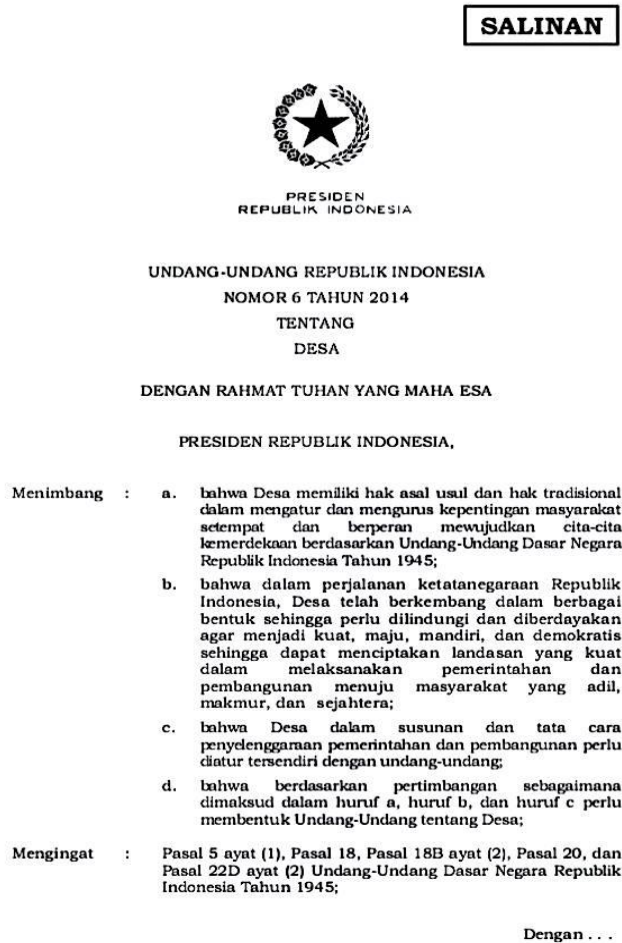 SALINAN
PRESIDEN
REPUBLIK INDONESIA
UNDANG-UNDANG REPUBLIK INDONESIA
NOMOR 6 TAHUN 2014
TENTANG
DESA
DENGAN RAHMAT TUHAN YANG MAHA ESA
PRESIDEN REPUBLIK INDONESIA,
Menimbang : a. bahwa Desa memiliki hak asal usul dan hak tradisional
dalam mengatur dan mengurus kepentingan masyarakat
setempat dan berperan mewujudkan cita-cita
kemerdekaan berdasarkan Undang-Undang Dasar Negara
Republik Indonesia Tahun 1945;
b. bahwa dalam perjalanan ketatanegaraan Republik
Indonesia, Desa telah berkembang dalam berbagai
bentuk sehingga perlu dilindungi dan diberdayakan
agar menjadi kuat, maju, mandiri, dan demokratis
sehingga dapat menciptakan landasan yang kuat
dalam melaksanakan pemerintahan dan
pembangunan menuju masyarakat yang adil,
makmur, dan sejahtera;
c. bahwa Desa dalam susunan dan tata cara
penyelenggaraan pemerintahan dan pembangunan perlu
diatur tersendiri dengan undang-undang;
d. bahwa berdasarkan pertimbangan sebagaimana
dimaksud dalam huruf a, huruf b, dan huruf c perlu
membentuk Undang-Undang tentang Desa;
Mengingat : Pasal 5 ayat (1), Pasal 18, Pasal 18B ayat (2), Pasal 20, dan
Pasal 22D ayat (2) Undang-Undang Dasar Negara Republik
Indonesia Tahun 1945;
Dengan . . .